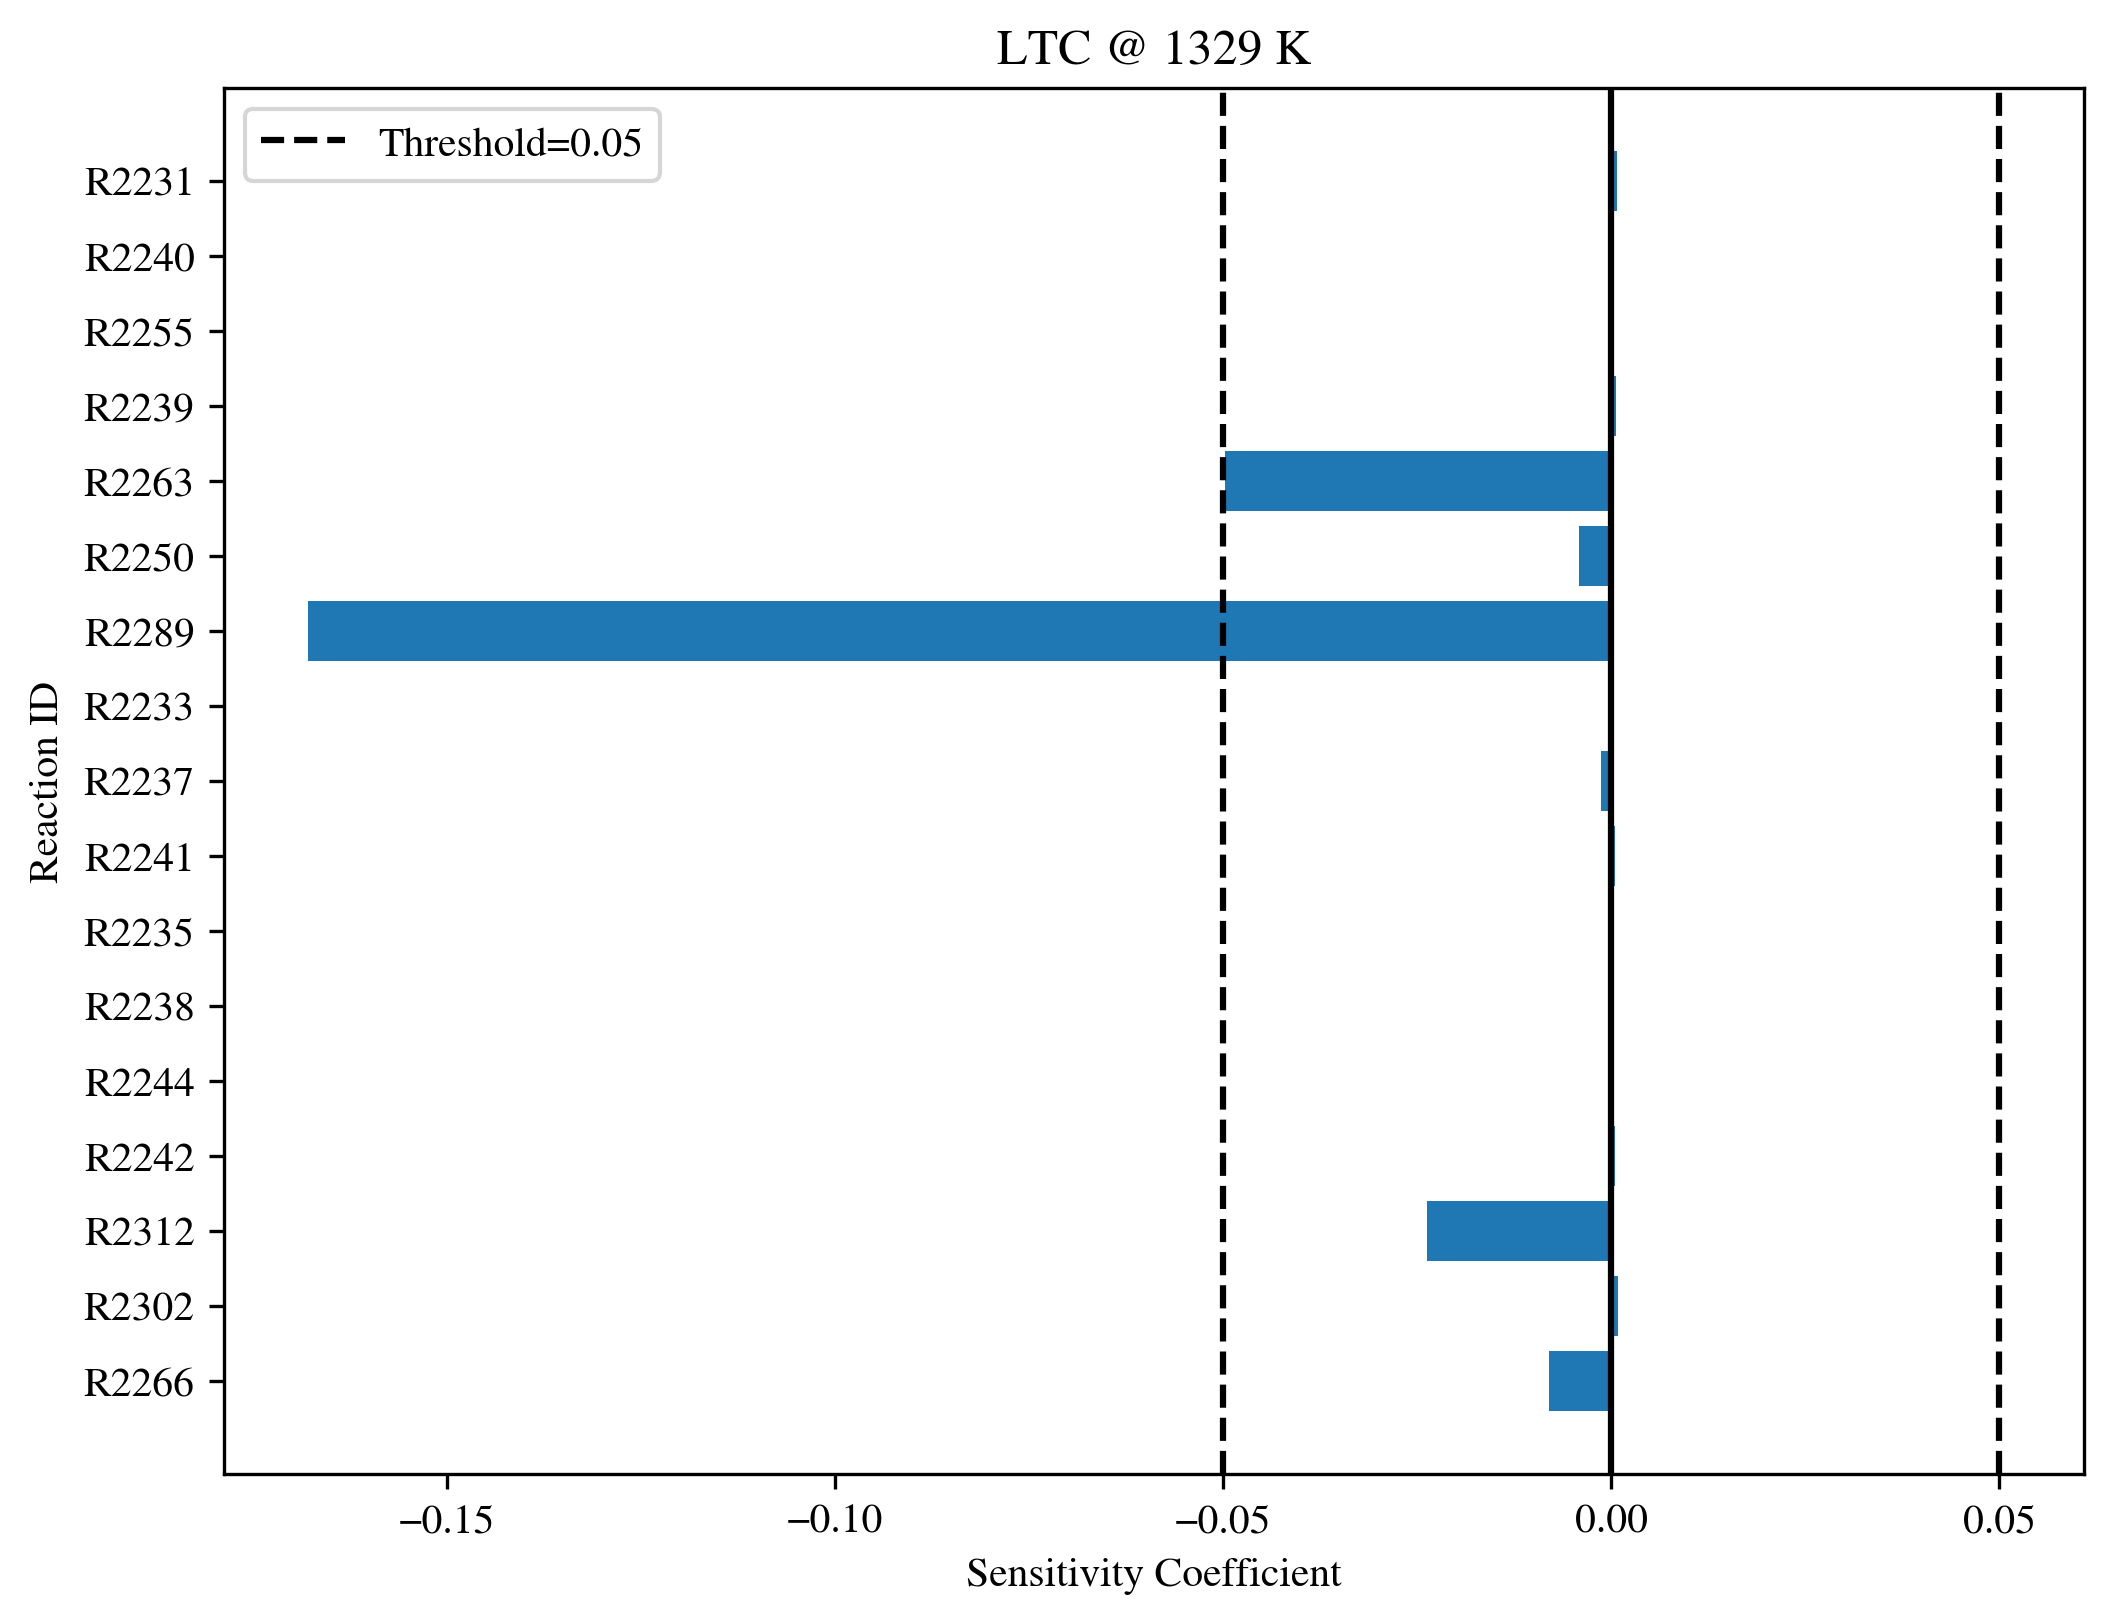 LTC @ 1329 K
Threshold=0.05
R2231
R2240
R2255
R2239
R2263
R2250
R2289
R2233
R2237
R2241
R2235
R2238
R2244
R2242
R2312
R2302
R2266
Reaction ID
−0.15 −0.10 −0.05 0.00 0.05
Sensitivity Coefficient